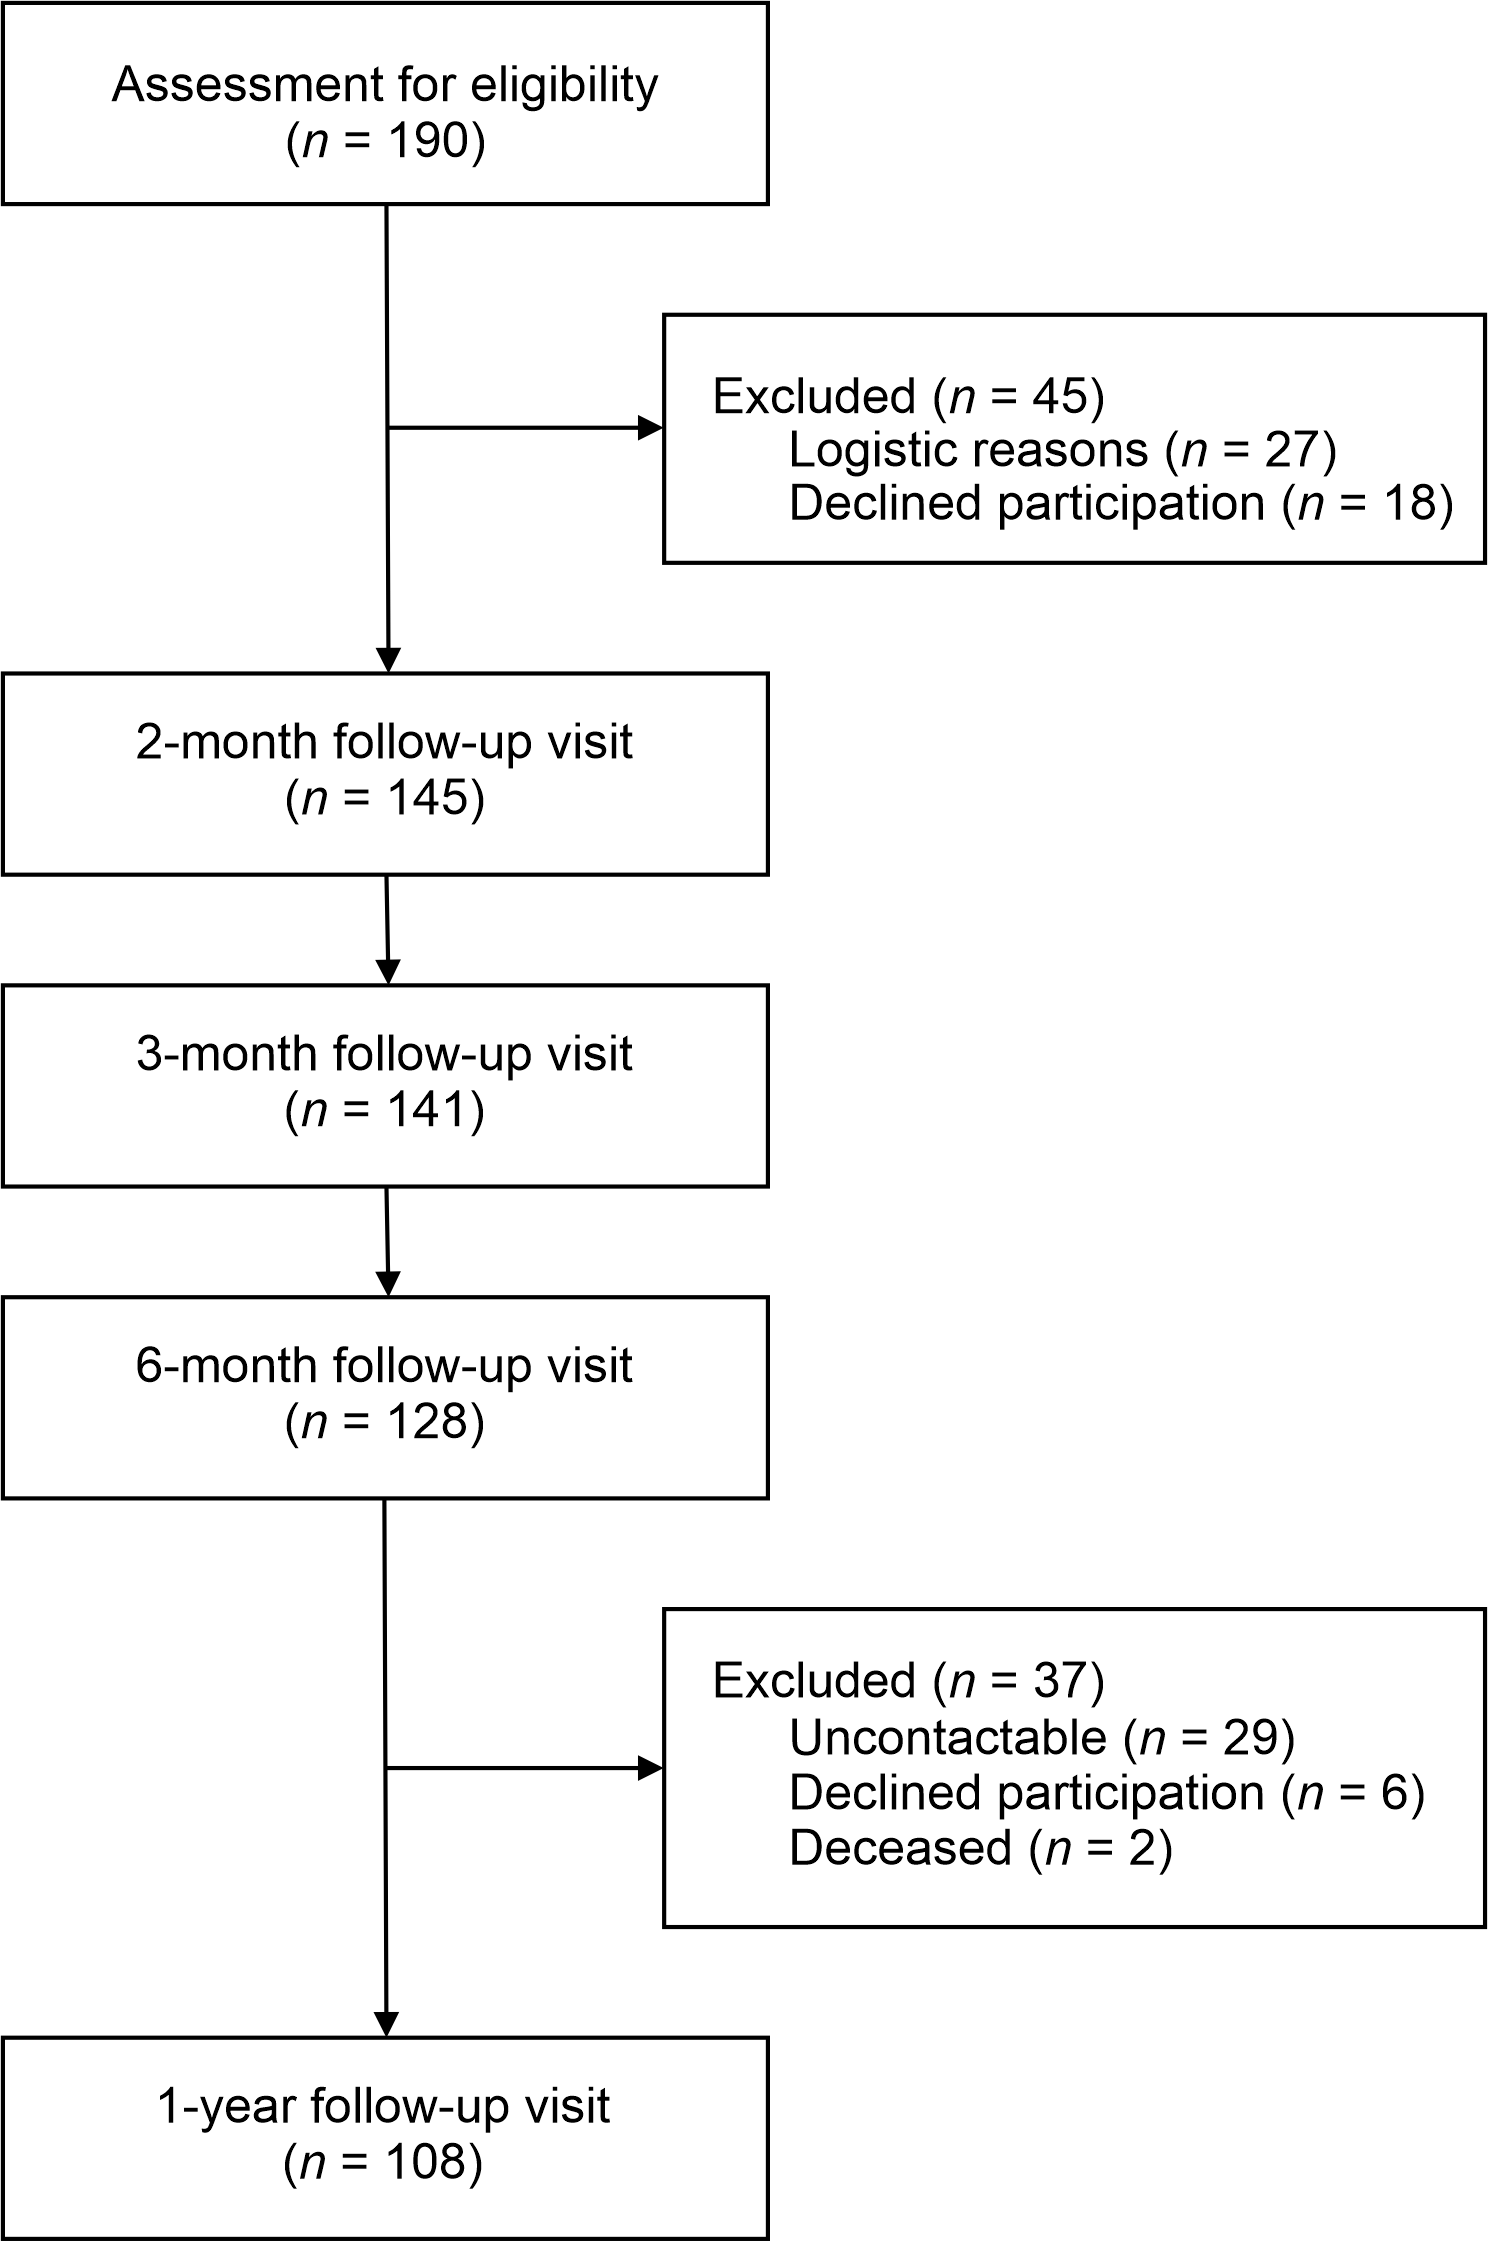 Assessment for eligibility
(n = 190)
Excluded (n = 45)
Logistic reasons (n = 27)
Declined participation (n = 18)
2-month follow-up visit
(n = 145)
3-month follow-up visit
(n = 141)
6-month follow-up visit
(n = 128)
Excluded (n = 37)
Uncontactable (n = 29)
Declined participation (n = 6)
Deceased (n = 2)
1-year follow-up visit
(n = 108)